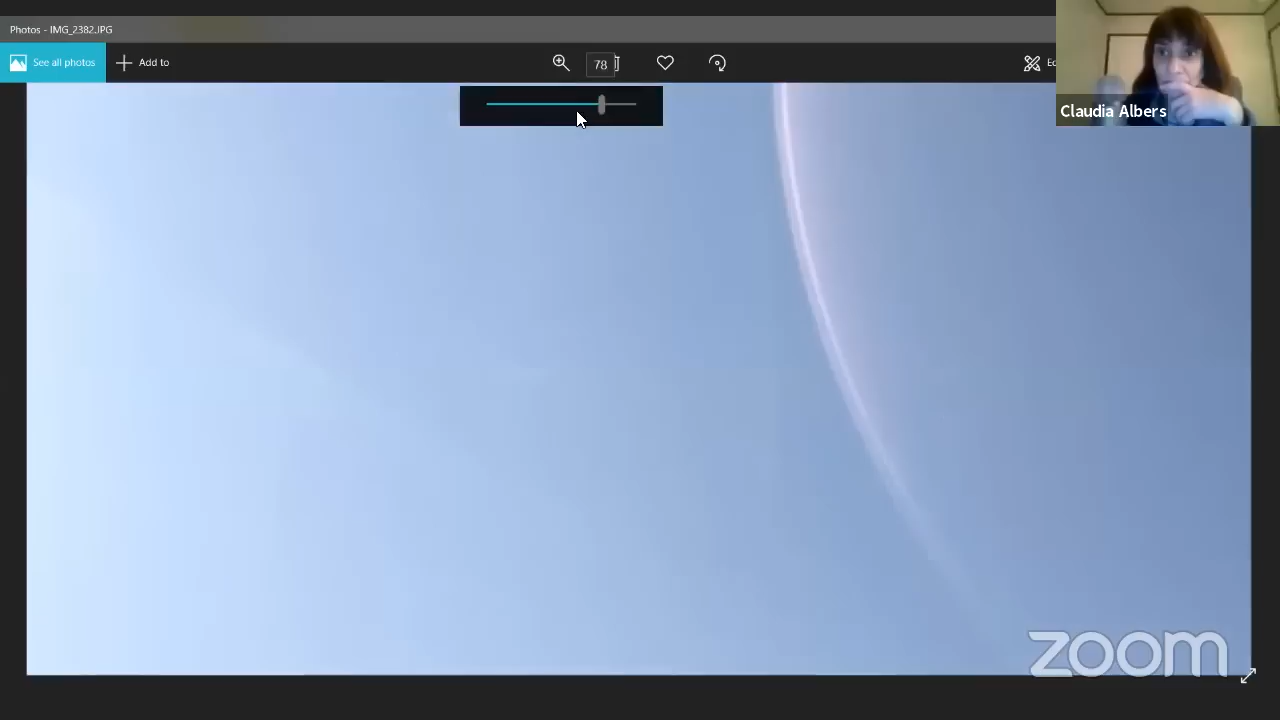 Photos - IMG_2382.JPG
See all photos
Add to
78
Claudia Albers
zoom